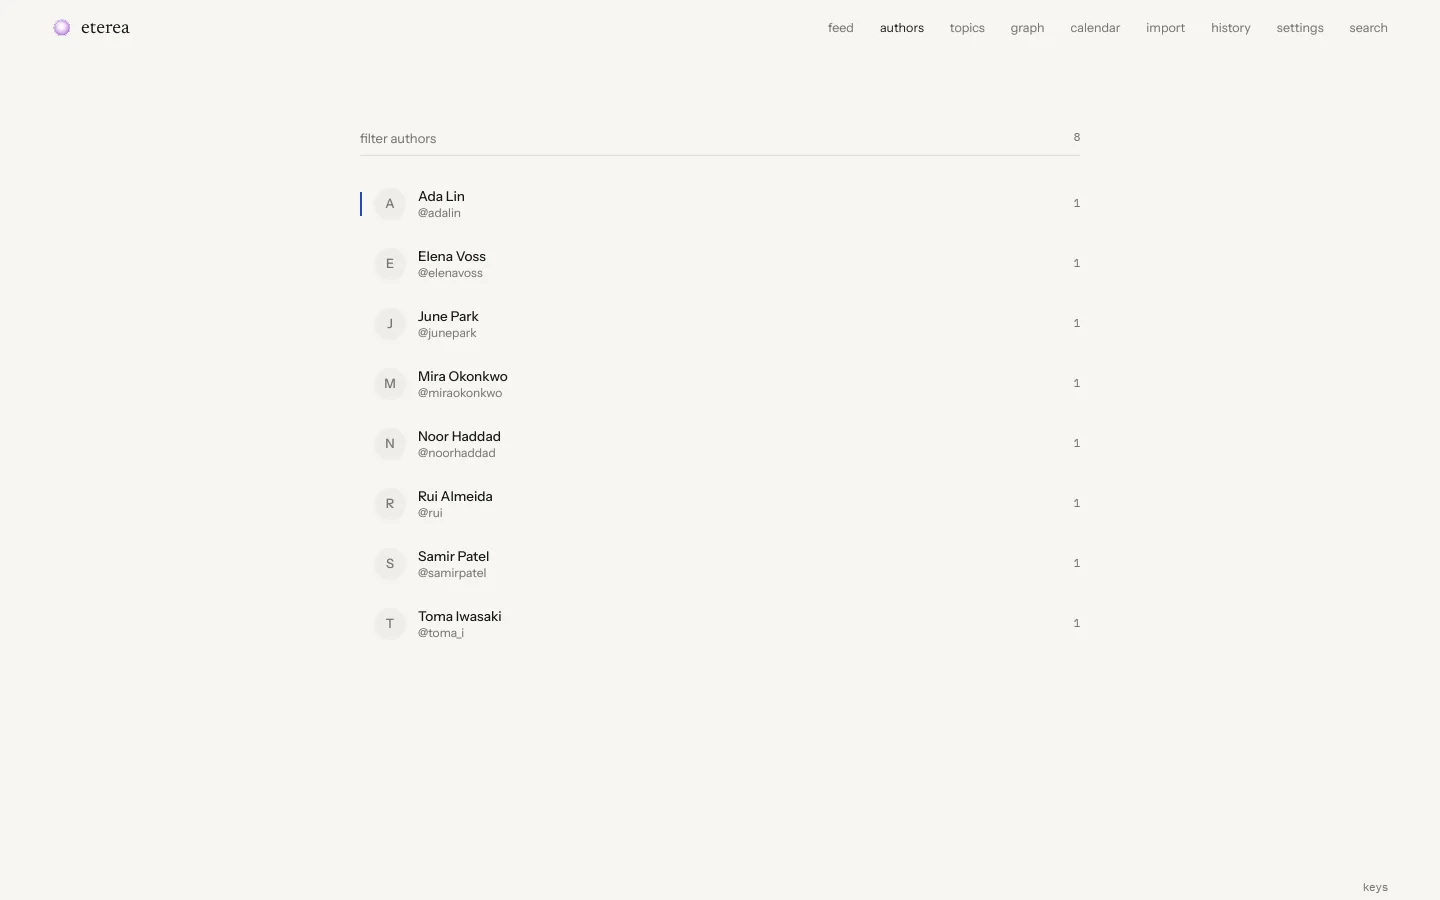 eterea
feed authors topics graph calendar import history settings search
filter authors 8
A Ada Lin 1
@adalin
E Elena Voss 1
@elenavoss
J June Park 1
@junepark
M Mira Okonkwo 1
@miraokonkwo
N Noor Haddad 1
@noorhaddad
R Rui Almeida 1
@rui
S Samir Patel 1
@samirpatel
T Toma Iwasaki 1
@toma_i
keys